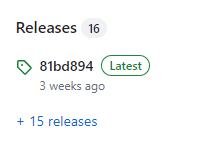 Releases 16
81bd894 Latest
3 weeks ago
+ 15 releases